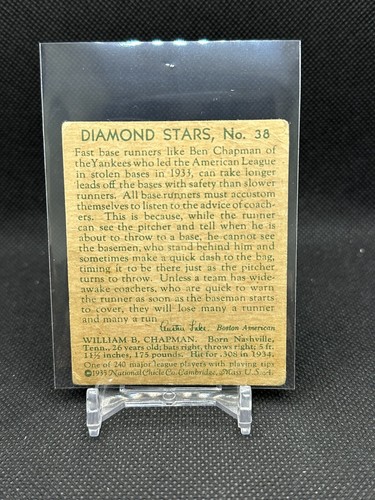 DIAMOND STARS, No. 38
Fast base runners like Ben Chapman of
the Yankees who led the American League
in stolen bases in 1933, can take longer
leads off the bases with safety than slower
runners. All base runners must accustom
themselves to listen to the advice of coach-
ers. This is because, while the runner
can see the pitcher and tell when he is
about to throw to a base, he cannot see
the basemen, who stand behind him and
sometimes make a quick dash to the bag,
timing it to be there just as the pitcher
turns to throw. Unless a team has wide-
awake coachers, who are quick to warn
the runner as soon as the baseman starts
to cover, they will lose many a runner
and many a run.
Austen Lake, Boston American
WILLIAM B. CHAPMAN. Born Nashville,
Tenn., 26 years old; bats right, throws right; 5 ft.
11½ inches, 175 pounds. Hit for .308 in 1934.
One of 240 major league players with playing tips
©1935 National Chicle Co. Cambridge, Mass. U. S. A.